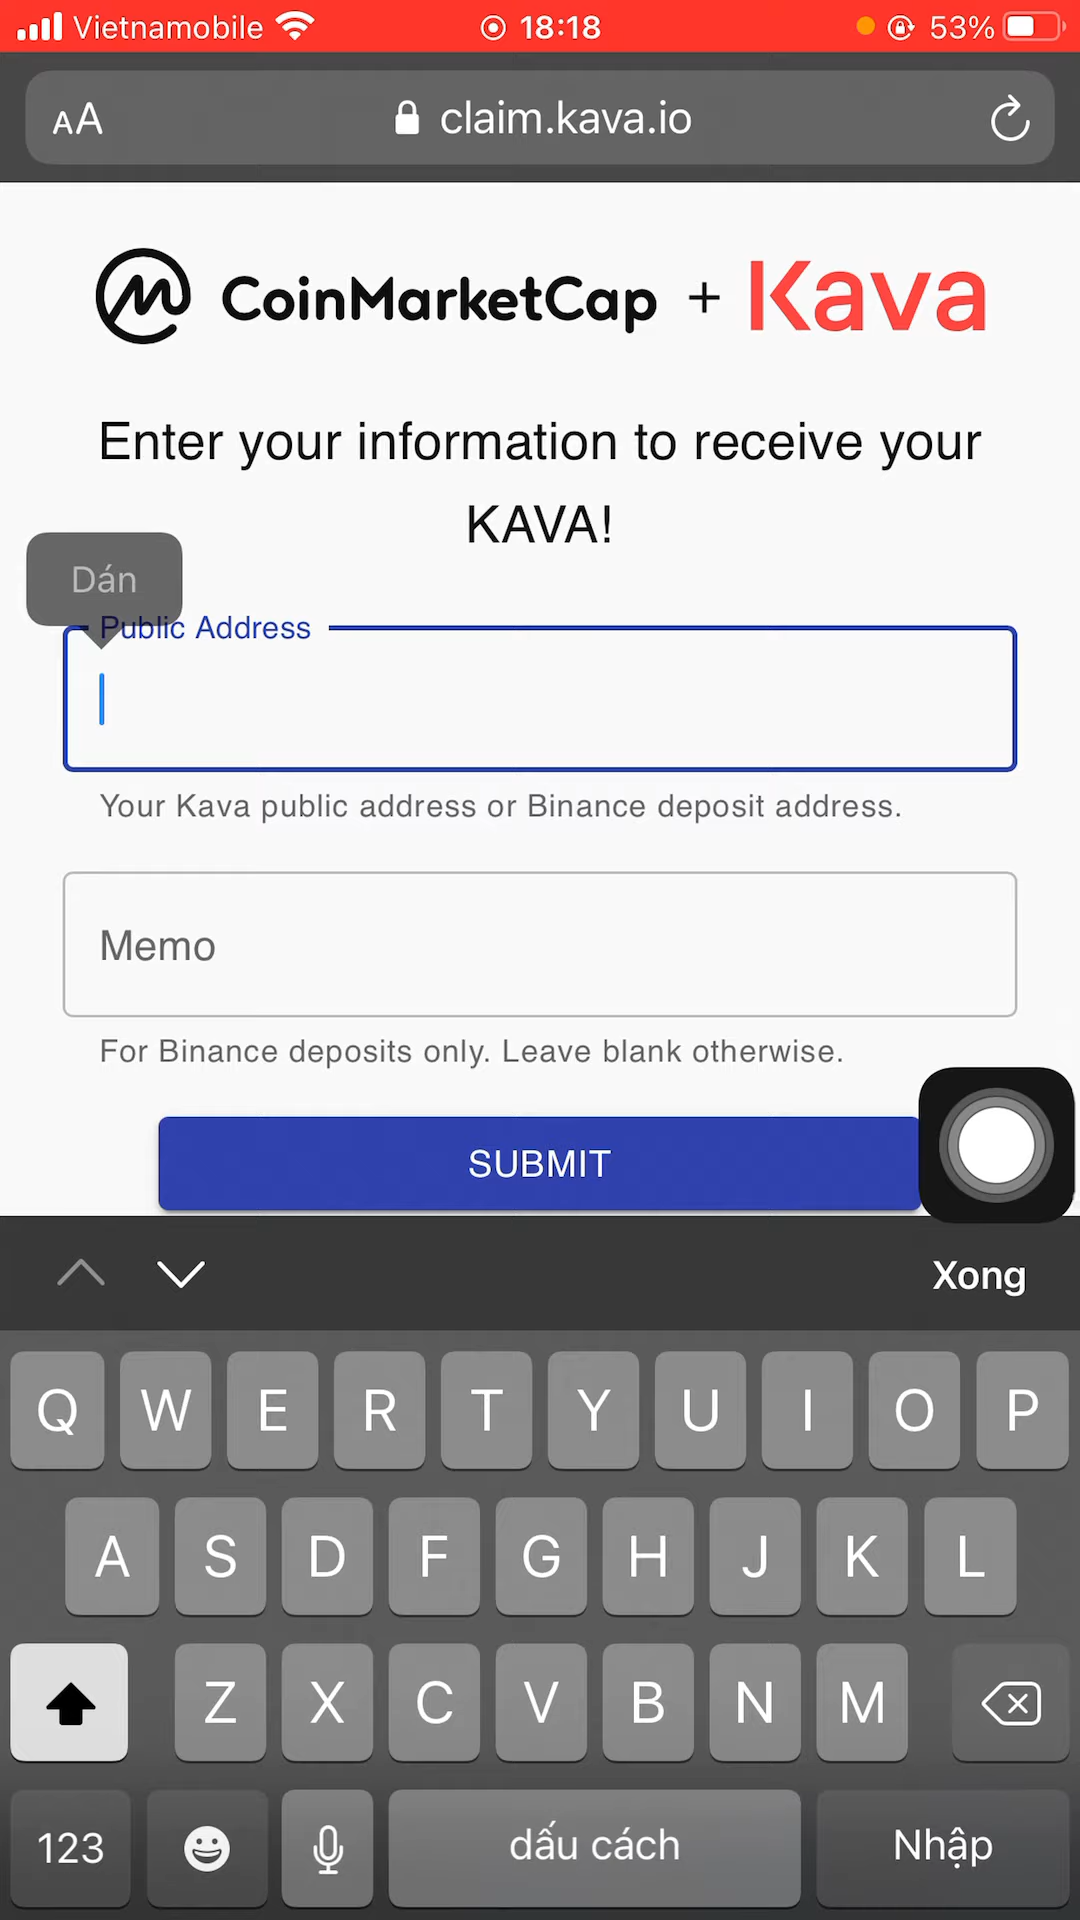 Vietnamobile 18:18 53%
AA claim.kava.io
CoinMarketCap + Kava
Enter your information to receive your
KAVA!
Dán
Public Address
Your Kava public address or Binance deposit address.
Memo
For Binance deposits only. Leave blank otherwise.
SUBMIT
Xong
Q W E R T Y U I O P
A S D F G H J K L
Z X C V B N M
123 dấu cách Nhập